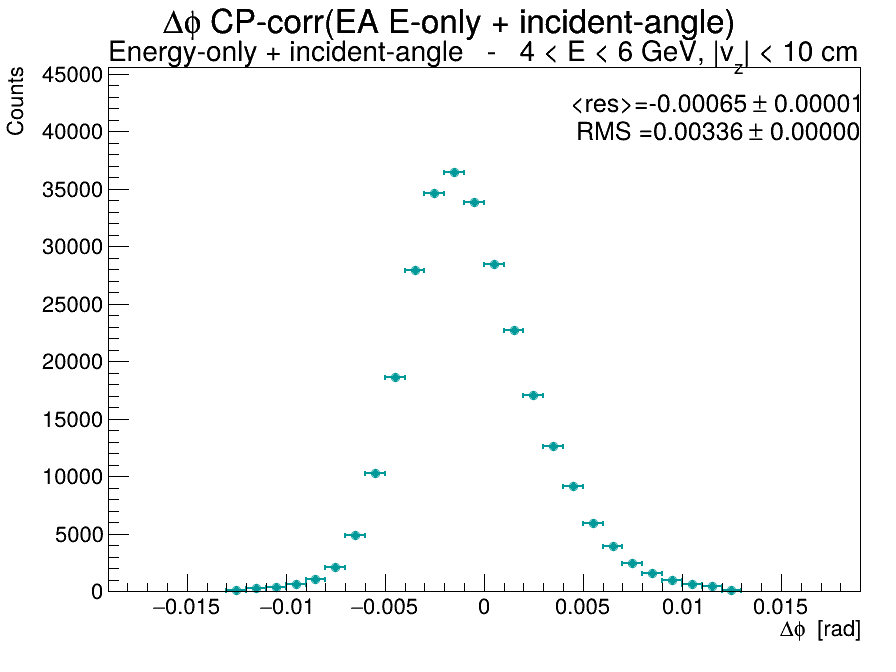 Δϕ CP-corr(EA E-only + incident-angle)
Energy-only + incident-angle - 4 < E < 6 GeV, |v_z| < 10 cm
Counts
<res>=-0.00065 ± 0.00001
RMS =0.00336 ± 0.00000
45000
40000
35000
30000
25000
20000
15000
10000
5000
0
−0.015 −0.01 −0.005 0 0.005 0.01 0.015
Δϕ [rad]